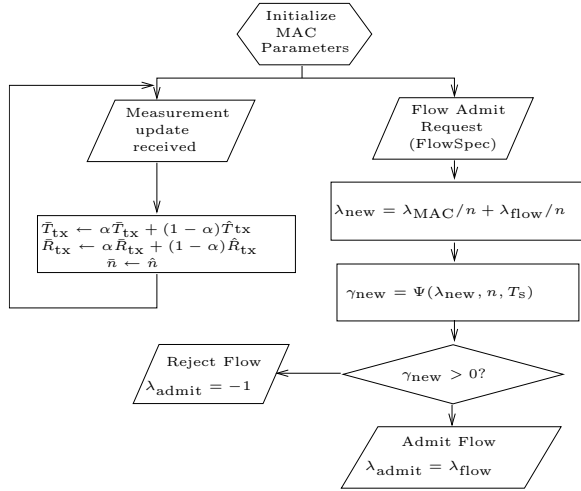 Initialize
MAC
Parameters
Measurement
update
received
T̄tx ← αT̄tx + (1 − α)T̂tx
R̄tx ← αR̄tx + (1 − α)R̂tx
n̄ ← n̂
Flow Admit
Request
(FlowSpec)
λnew = λMAC/n + λflow/n
γnew = Ψ(λnew, n, Ts)
γnew > 0?
Reject Flow
λadmit = −1
Admit Flow
λadmit = λflow